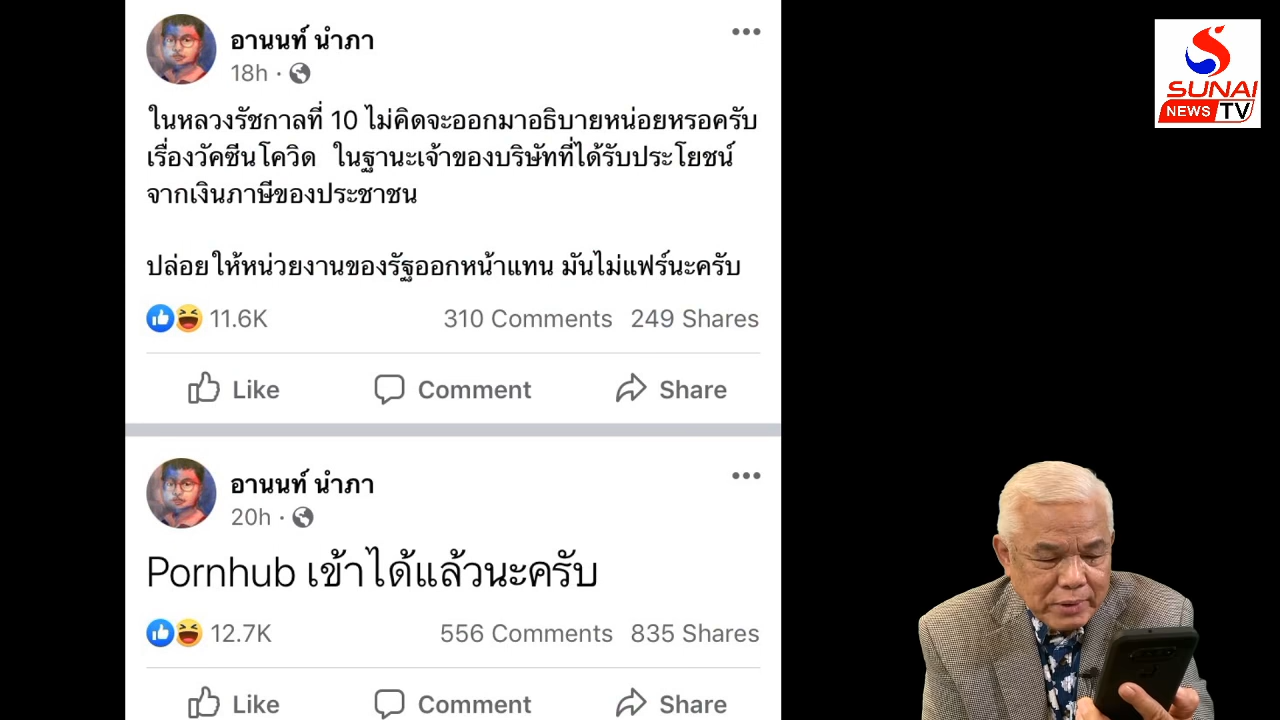 อานนท์ นำภา
18h ·
ในหลวงรัชกาลที่ 10 ไม่คิดจะออกมาอธิบายหน่อยหรอครับ
เรื่องวัคซีนโควิด ในฐานะเจ้าของบริษัทที่ได้รับประโยชน์
จากเงินภาษีของประชาชน
ปล่อยให้หน่วยงานของรัฐออกหน้าแทน มันไม่แฟร์นะครับ
11.6K 310 Comments 249 Shares
Like Comment Share
อานนท์ นำภา
20h ·
Pornhub เข้าได้แล้วนะครับ
12.7K 556 Comments 835 Shares
Like Comment Share
SUNAI
NEWS TV